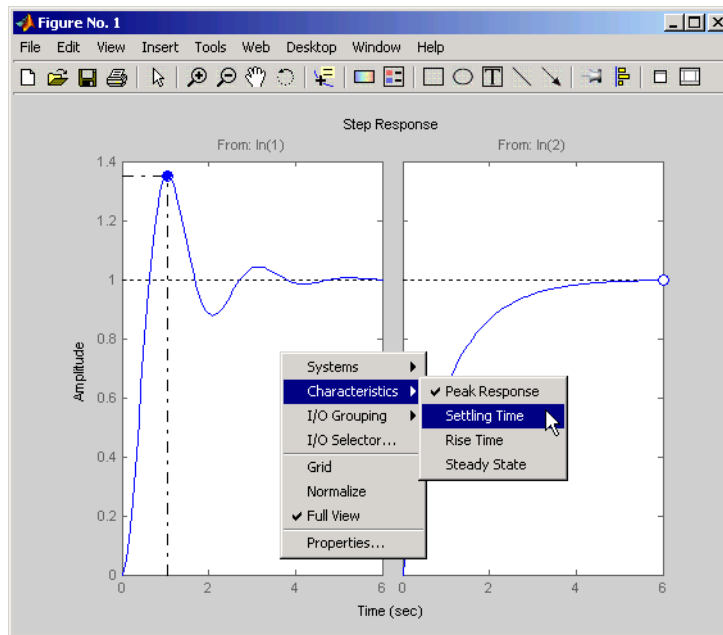 Figure No. 1
File Edit View Insert Tools Web Desktop Window Help
T
Step Response
From: In(1) From: In(2)
1.4
1.2
1
0.8
0.6
0.4
0.2
0
Amplitude
0 2 4 6 0 2 4 6
Time (sec)
Systems
Characteristics
I/O Grouping
I/O Selector...
Grid
Normalize
Full View
Properties...
Peak Response
Settling Time
Rise Time
Steady State